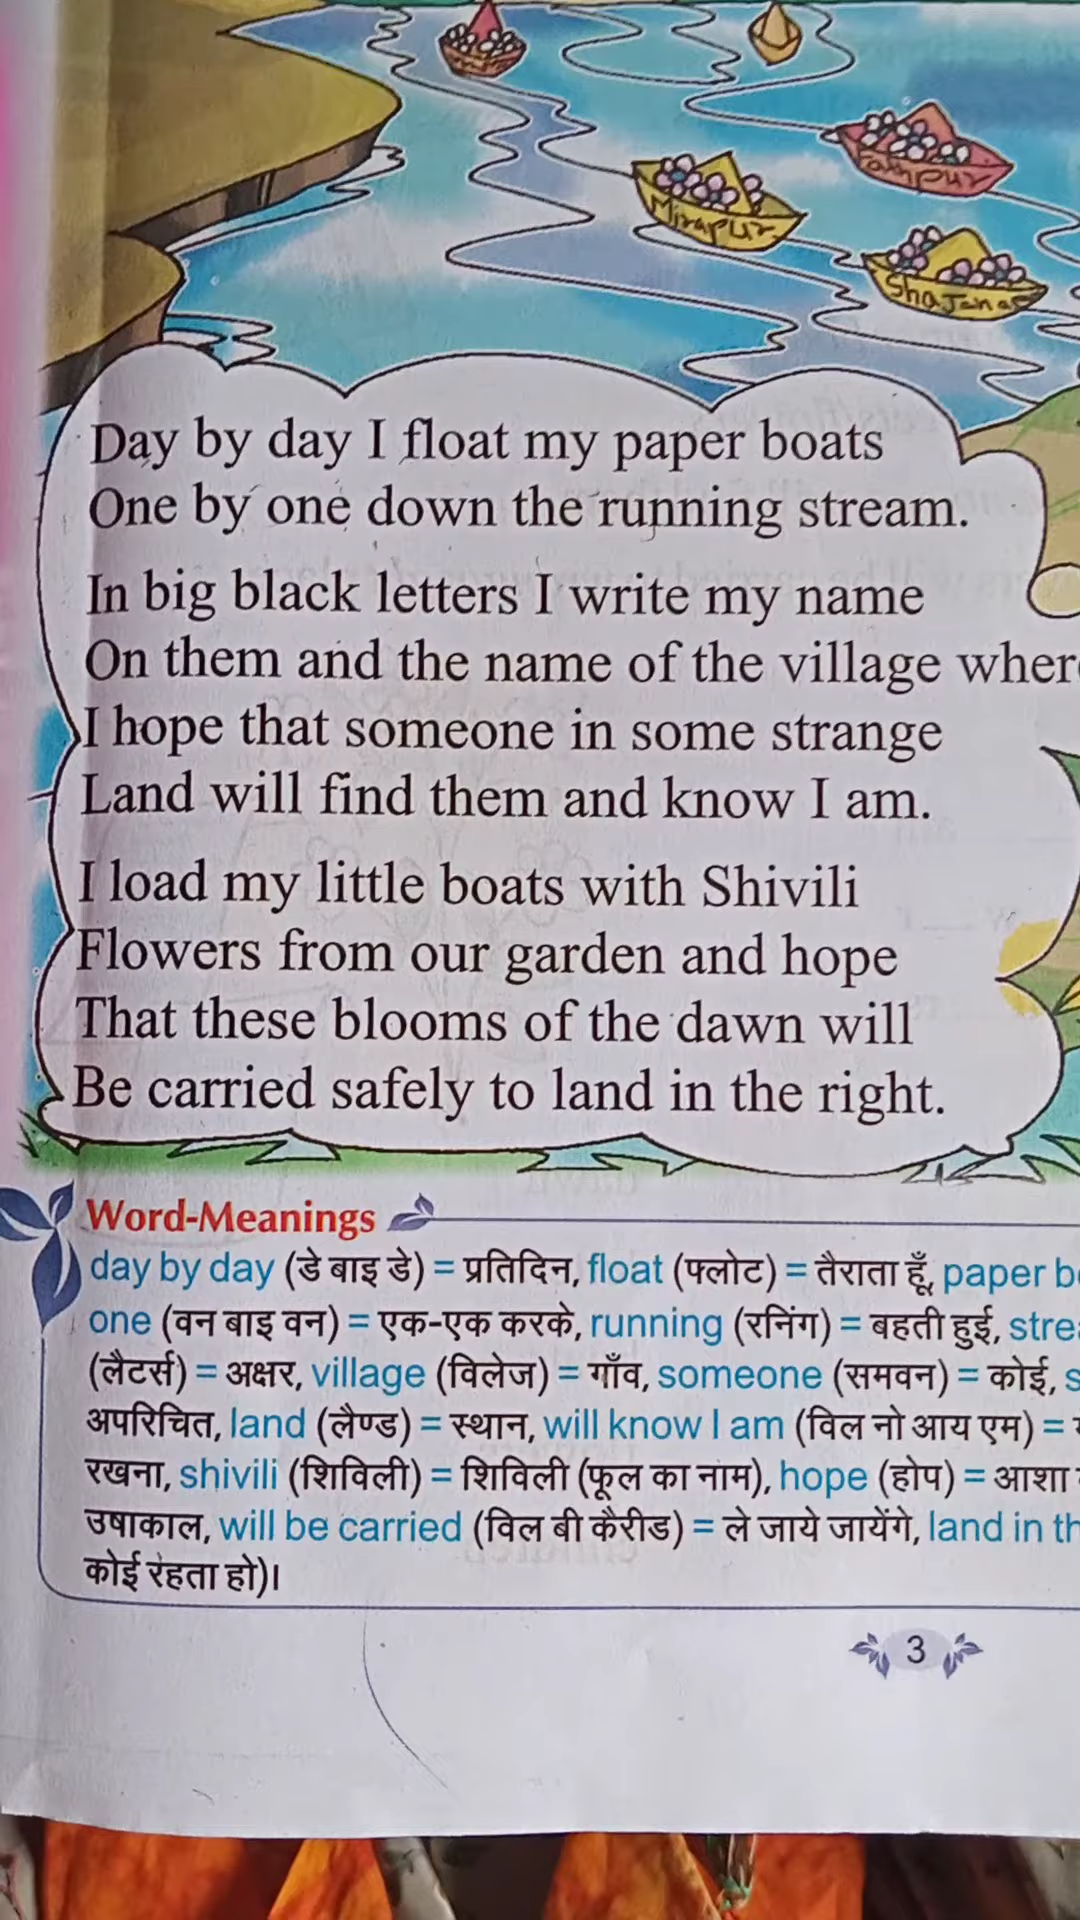 Fathpur
Mirapur
Day by day I float my paper boats
One by one down the running stream.
In big black letters I write my name
On them and the name of the village
I hope that someone in some strange
Land will find them and know I am.
I load my little boats with Shivili
Flowers from our garden and hope
That these blooms of the dawn will
Be carried safely to land in the right.
Word-Meanings
day by day (डे बाइ डे) = प्रतिदिन, float (फ्लोट) = तैराता हूँ, paper
one (वन बाइ वन) = एक-एक करके, running (रनिंग) = बहती हुई,
(लैटर्स) = अक्षर, village (विलेज) = गाँव, someone (समवन) = कोई,
अपरिचित, land (लैण्ड) = स्थान, will know I am (विल नो आय एम) =
रखना, shivili (शिविली) = शिविली (फूल का नाम), hope (होप) = आशा
उषाकाल, will be carried (विल बी कैरीड) = ले जाये जायेंगे, land in
कोई रहता हो)।
3